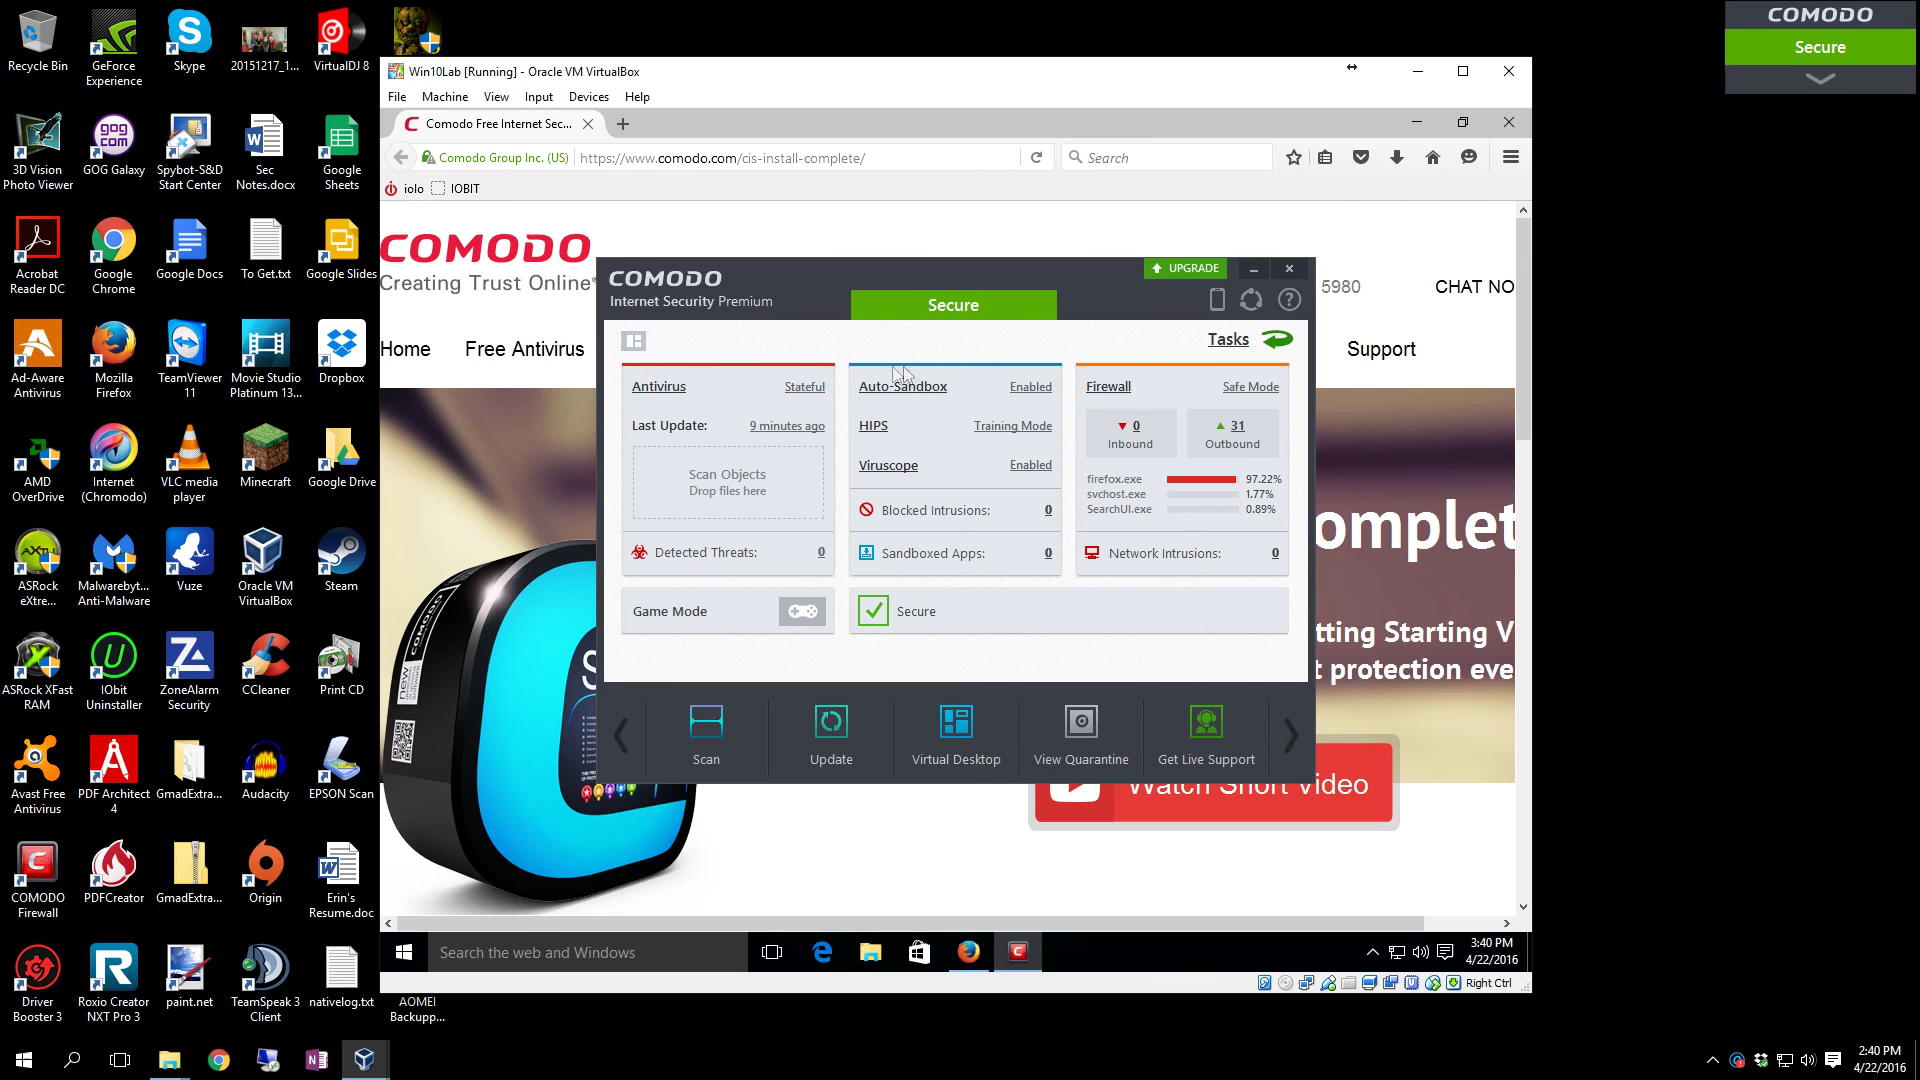 Recycle Bin
GeForce
Experience
Skype
20151217_1...
VirtualDJ 8
3D Vision
Photo Viewer
GOG Galaxy
Spybot-S&D
Start Center
Sec
Notes.docx
Google
Sheets
Acrobat
Reader DC
Google
Chrome
Google Docs
To Get.txt
Google Slides
Ad-Aware
Antivirus
Mozilla
Firefox
TeamViewer
11
Movie Studio
Platinum 13...
Dropbox
AMD
OverDrive
Internet
(Chromodo)
VLC media
player
Minecraft
Google Drive
ASRock
eXtre...
Malwarebyt...
Anti-Malware
Vuze
Oracle VM
VirtualBox
Steam
ASRock XFast
RAM
IObit
Uninstaller
ZoneAlarm
Security
CCleaner
Print CD
Avast Free
Antivirus
PDF Architect
4
GmadExtra...
Audacity
EPSON Scan
COMODO
Firewall
PDFCreator
GmadExtra...
Origin
Erin's
Resume.doc
Driver
Booster 3
Roxio Creator
NXT Pro 3
paint.net
TeamSpeak 3
Client
nativelog.txt
AOMEI
Backupp...
COMODO
Secure
Win10Lab [Running] - Oracle VM VirtualBox
File Machine View Input Devices Help
Comodo Free Internet Sec...
Comodo Group Inc. (US) https://www.comodo.com/cis-install-complete/ Search
iolo IOBIT
COMODO
Creating Trust Online®
5980 CHAT NO
Home Free Antivirus Support
omplet
tting Starting V
t protection eve
Watch Short Video
COMODO
new
COMODO
Internet Security Premium
UPGRADE
Secure
Tasks
Antivirus Stateful
Last Update: 9 minutes ago
Scan Objects
Drop files here
Detected Threats: 0
Auto-Sandbox Enabled
HIPS Training Mode
Viruscope Enabled
Blocked Intrusions: 0
Sandboxed Apps: 0
Firewall Safe Mode
0 31
Inbound Outbound
firefox.exe 97.22%
svchost.exe 1.77%
SearchUI.exe 0.89%
Network Intrusions: 0
Game Mode
Secure
Scan Update Virtual Desktop View Quarantine Get Live Support
Search the web and Windows
3:40 PM
4/22/2016
Right Ctrl
2:40 PM
4/22/2016